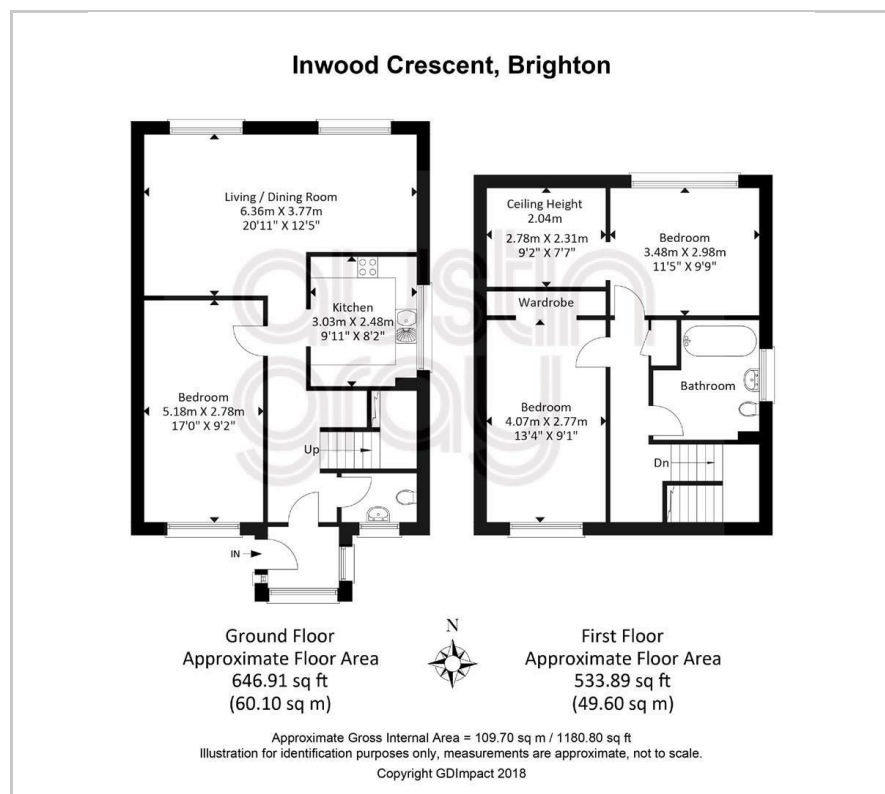 Inwood Crescent, Brighton
Living / Dining Room
6.36m X 3.77m
20'11" X 12'5"
Kitchen
3.03m X 2.48m
9'11" X 8'2"
Bedroom
5.18m X 2.78m
17'0" X 9'2"
Up
IN
Ceiling Height
2.04m
2.78m X 2.31m
9'2" X 7'7"
Bedroom
3.48m X 2.98m
11'5" X 9'9"
Wardrobe
Bedroom
4.07m X 2.77m
13'4" X 9'1"
Bathroom
Dn
austin
gray
Ground Floor
Approximate Floor Area
646.91 sq ft
(60.10 sq m)
N
First Floor
Approximate Floor Area
533.89 sq ft
(49.60 sq m)
Approximate Gross Internal Area = 109.70 sq m / 1180.80 sq ft
Illustration for identification purposes only, measurements are approximate, not to scale.
Copyright GDImpact 2018